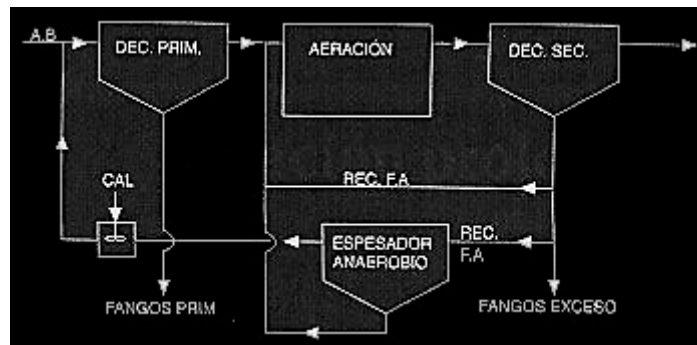 A.B
DEC. PRIM.
AERACIÓN
DEC. SEC.
REC. F.A
CAL
ESPESADOR
ANAEROBIO
REC.
F.A
FANGOS PRIM
FANGOS EXCESO